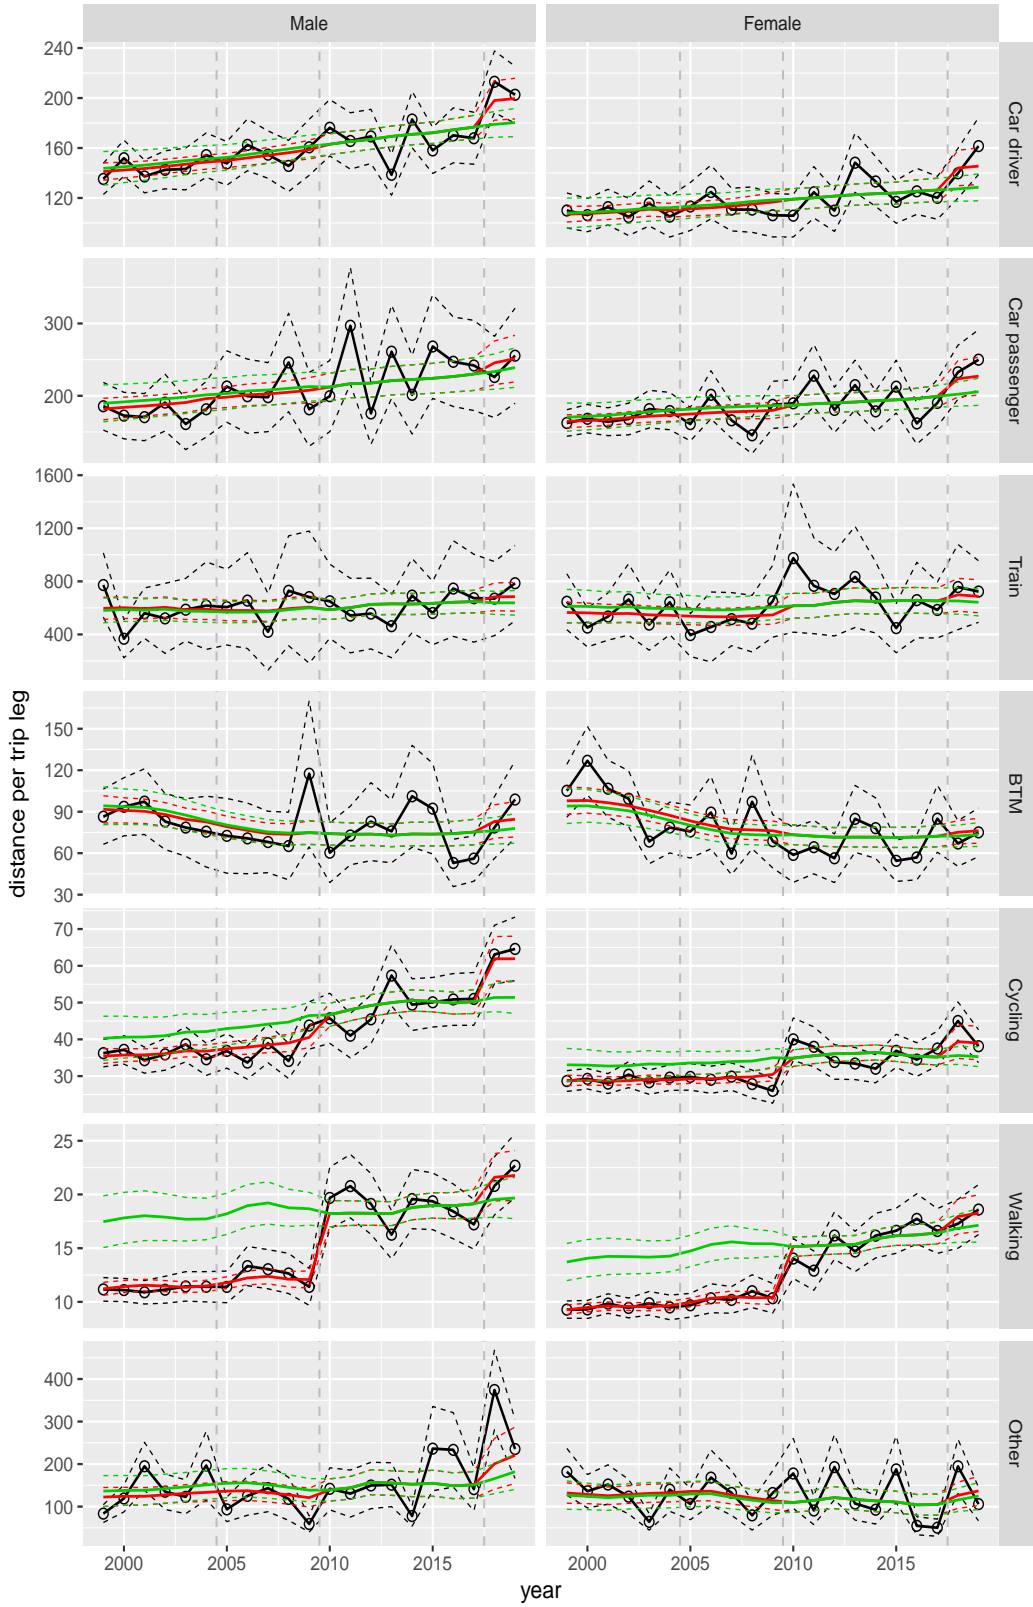 Male Female
240
200
160
120
Car driver
300
200
Car passenger
1600
1200
800
400
Train
150
120
90
60
30
BTM
70
60
50
40
30
Cycling
25
20
15
10
Walking
400
300
200
100
Other
2000 2005 2010 2015 2000 2005 2010 2015
year
distance per trip leg